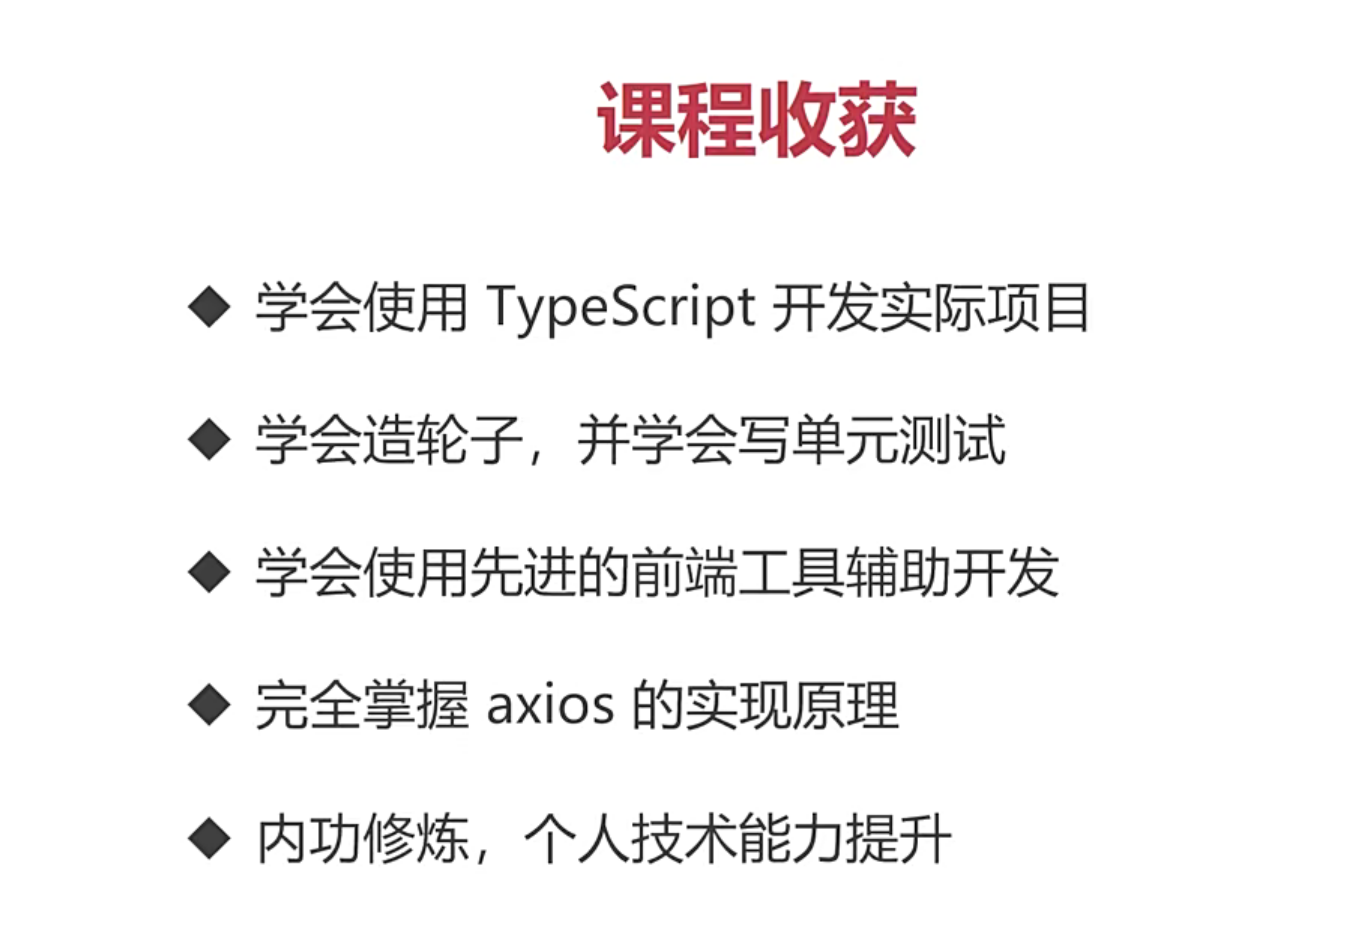 课程收获
◆ 学会使用 TypeScript 开发实际项目
◆ 学会造轮子，并学会写单元测试
◆ 学会使用先进的前端工具辅助开发
◆ 完全掌握 axios 的实现原理
◆ 内功修炼，个人技术能力提升